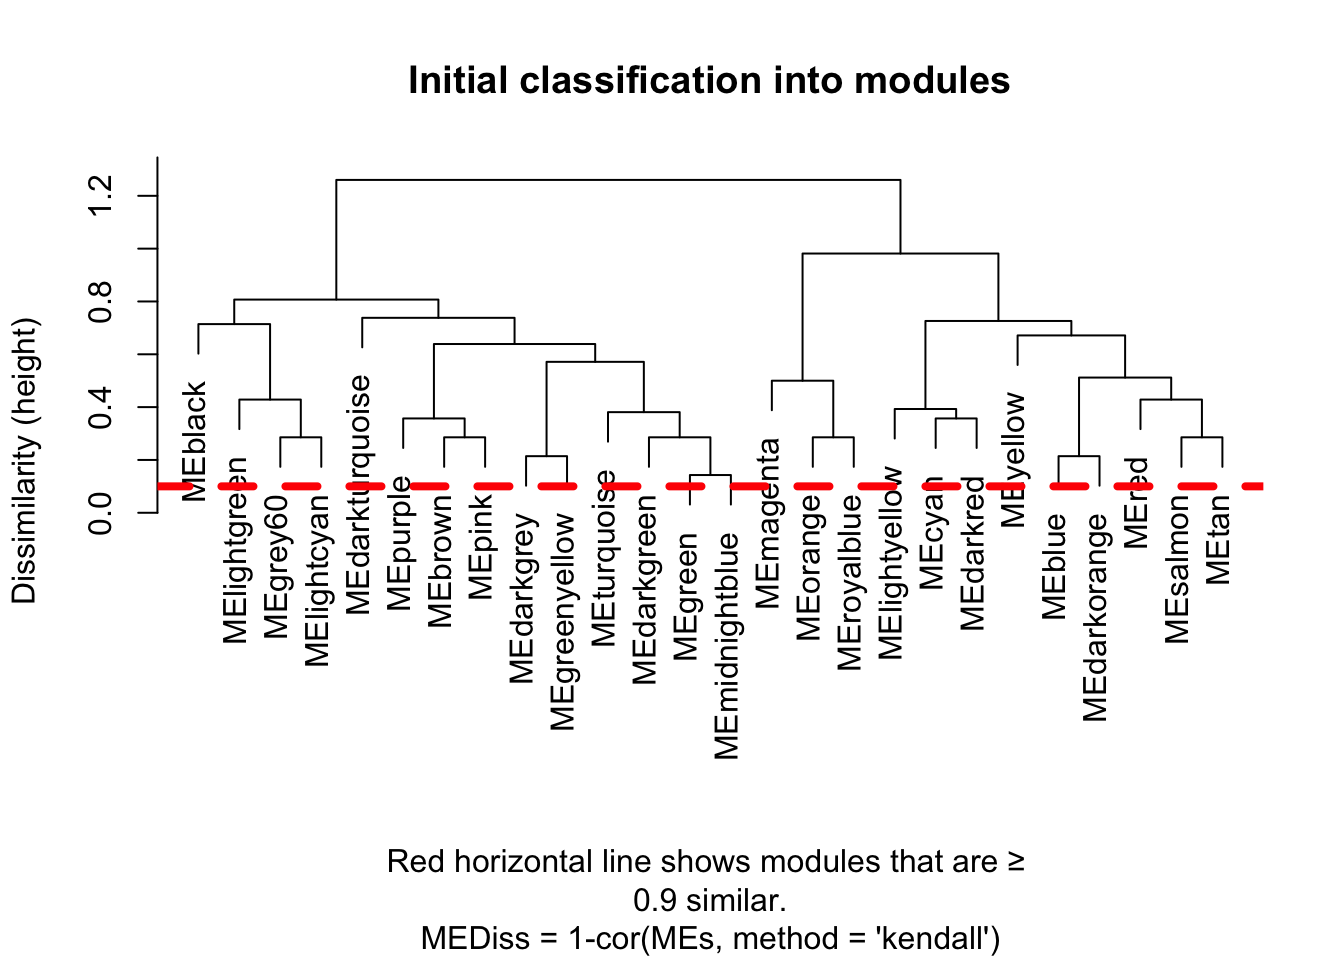 Initial classification into modules
Dissimilarity (height)
1.2
0.8
0.4
0.0
MEblack
MElightgreen
MEgrey60
MElightcyan
MEdarkturquoise
MEpurple
MEbrown
MEpink
MEdarkgrey
MEgreenyellow
MEturquoise
MEdarkgreen
MEgreen
MEmidnightblue
MEmagenta
MEorange
MEroyalblue
MElightyellow
MEcyan
MEdarkred
MEyellow
MEblue
MEdarkorange
MEred
MEsalmon
MEtan
Red horizontal line shows modules that are ≥
0.9 similar.
MEDiss = 1-cor(MEs, method = 'kendall')